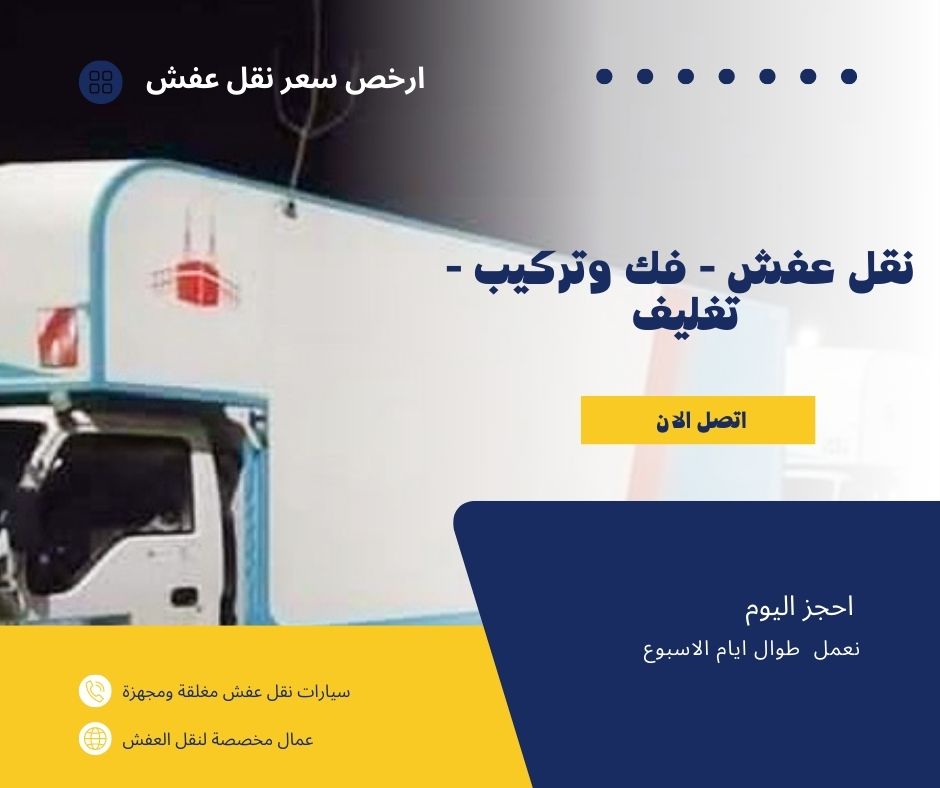 ارخص سعر نقل عفش
نقل عفش - فك وتركيب -
تغليف
اتصل الان
احجز اليوم
نعمل طوال ايام الاسبوع
سيارات نقل عفش مغلقة ومجهزة
عمال مخصصة لنقل العفش